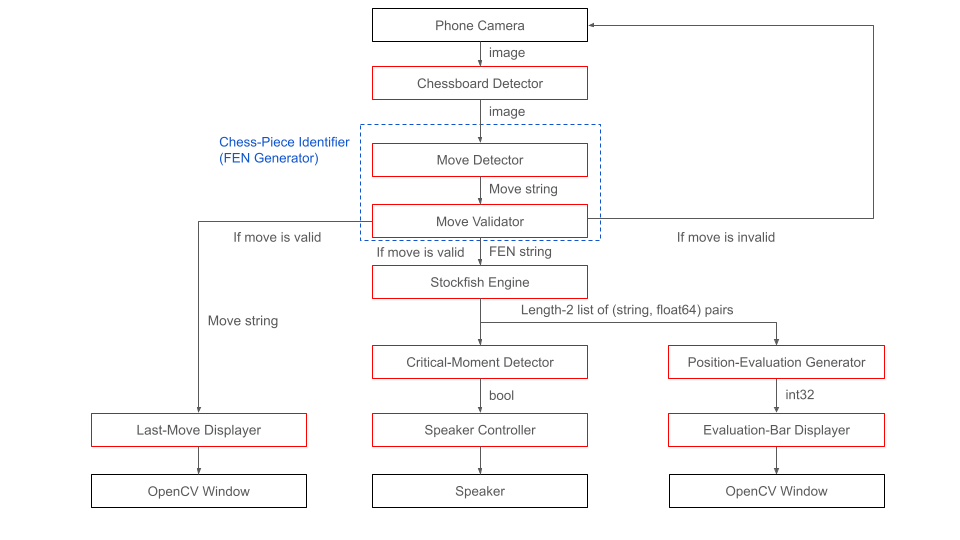 Phone Camera
image
Chessboard Detector
image
Chess-Piece Identifier
(FEN Generator)
Move Detector
Move string
Move Validator
If move is valid
If move is invalid
If move is valid
FEN string
Stockfish Engine
Length-2 list of (string, float64) pairs
Move string
Critical-Moment Detector
Position-Evaluation Generator
bool
int32
Last-Move Displayer
Speaker Controller
Evaluation-Bar Displayer
OpenCV Window
Speaker
OpenCV Window